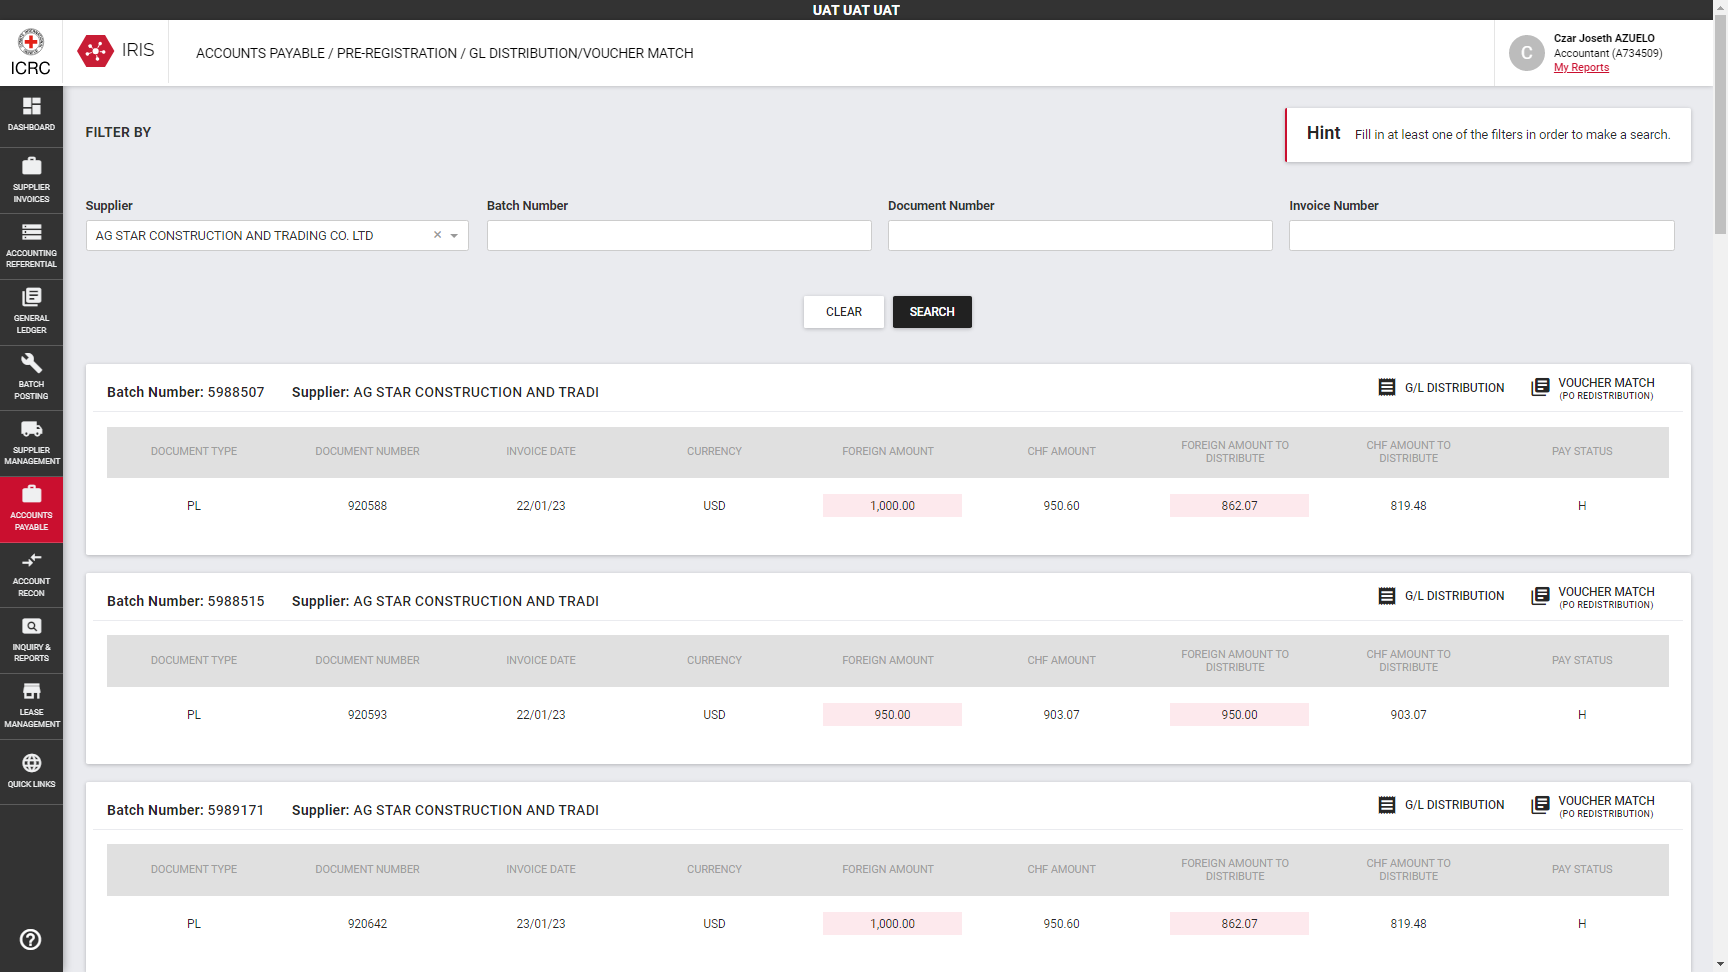 UAT UAT UAT
ICRC
IRIS
ACCOUNTS PAYABLE / PRE-REGISTRATION / GL DISTRIBUTION/VOUCHER MATCH
C
Czar Joseth AZUELO
Accountant (A734509)
My Reports
DASHBOARD
SUPPLIER
INVOICES
ACCOUNTING
REFERENTIAL
GENERAL
LEDGER
BATCH
POSTING
SUPPLIER
MANAGEMENT
ACCOUNTS
PAYABLE
ACCOUNT
RECON
INQUIRY &
REPORTS
LEASE
MANAGEMENT
QUICK LINKS
FILTER BY
Hint Fill in at least one of the filters in order to make a search.
Supplier Batch Number Document Number Invoice Number
AG STAR CONSTRUCTION AND TRADING CO. LTD
CLEAR SEARCH
Batch Number: 5988507 Supplier: AG STAR CONSTRUCTION AND TRADI
G/L DISTRIBUTION
VOUCHER MATCH
(PO REDISTRIBUTION)
DOCUMENT TYPE DOCUMENT NUMBER INVOICE DATE CURRENCY FOREIGN AMOUNT CHF AMOUNT FOREIGN AMOUNT TO DISTRIBUTE CHF AMOUNT TO DISTRIBUTE PAY STATUS
PL 920588 22/01/23 USD 1,000.00 950.60 862.07 819.48 H
Batch Number: 5988515 Supplier: AG STAR CONSTRUCTION AND TRADI
G/L DISTRIBUTION
VOUCHER MATCH
(PO REDISTRIBUTION)
DOCUMENT TYPE DOCUMENT NUMBER INVOICE DATE CURRENCY FOREIGN AMOUNT CHF AMOUNT FOREIGN AMOUNT TO DISTRIBUTE CHF AMOUNT TO DISTRIBUTE PAY STATUS
PL 920593 22/01/23 USD 950.00 903.07 950.00 903.07 H
Batch Number: 5989171 Supplier: AG STAR CONSTRUCTION AND TRADI
G/L DISTRIBUTION
VOUCHER MATCH
(PO REDISTRIBUTION)
DOCUMENT TYPE DOCUMENT NUMBER INVOICE DATE CURRENCY FOREIGN AMOUNT CHF AMOUNT FOREIGN AMOUNT TO DISTRIBUTE CHF AMOUNT TO DISTRIBUTE PAY STATUS
PL 920642 23/01/23 USD 1,000.00 950.60 862.07 819.48 H